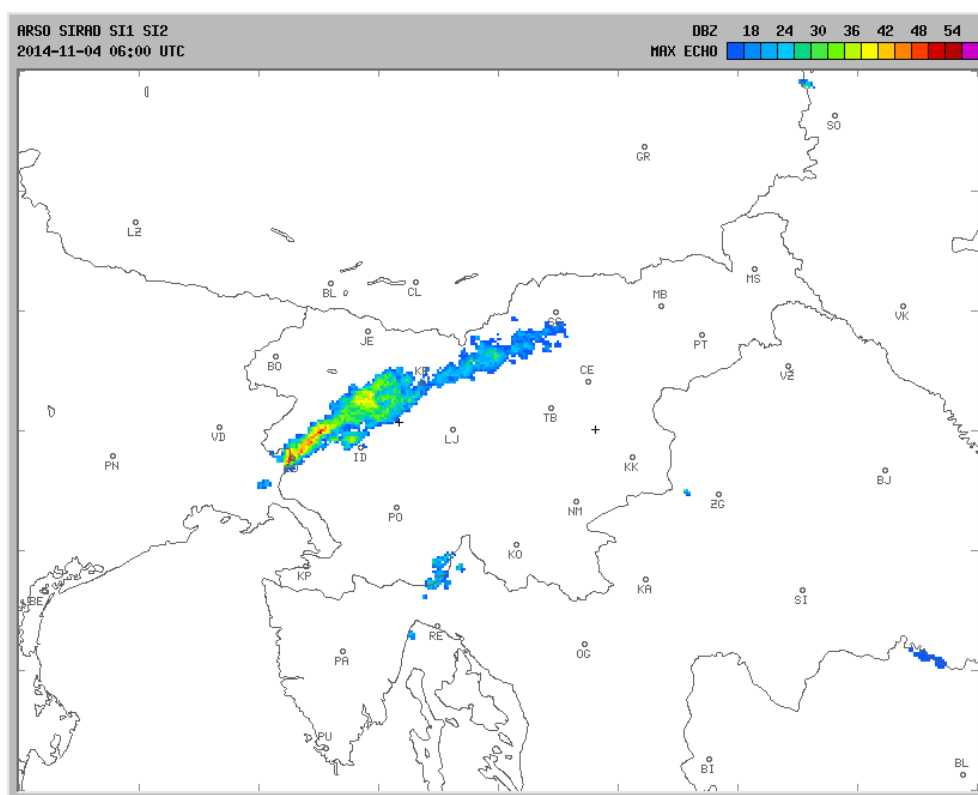 ARSO SIRAD SI1 SI2
DBZ 18 24 30 36 42 48 54
2014-11-04 06:00 UTC
MAX ECHO
SO
GR
LZ
MS
BL
CL
MB
VK
SG
JE
PT
BO
KR
CE
VZ
TB
VD
LJ
PN
ID
KK
BJ
ZG
PO
NM
KO
KP
KA
BE
SI
RE
PA
OG
PU
BI
BL